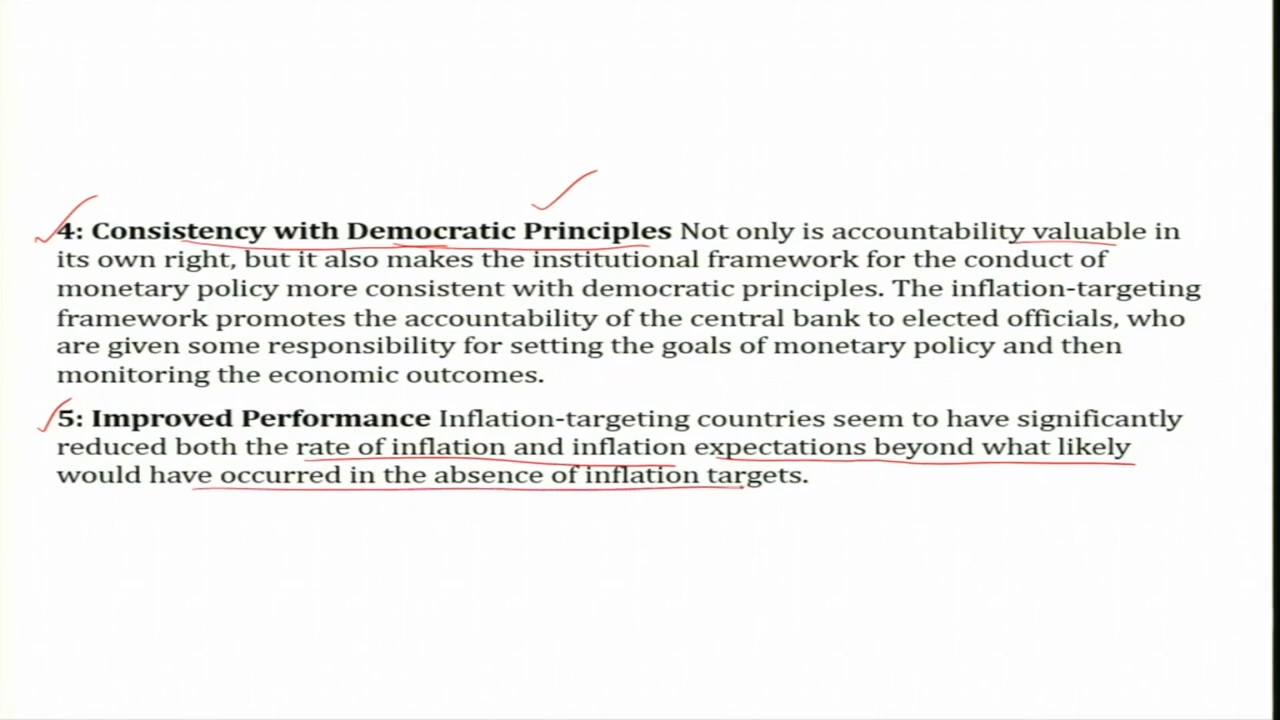 4: Consistency with Democratic Principles Not only is accountability valuable in
its own right, but it also makes the institutional framework for the conduct of
monetary policy more consistent with democratic principles. The inflation-targeting
framework promotes the accountability of the central bank to elected officials, who
are given some responsibility for setting the goals of monetary policy and then
monitoring the economic outcomes.
5: Improved Performance Inflation-targeting countries seem to have significantly
reduced both the rate of inflation and inflation expectations beyond what likely
would have occurred in the absence of inflation targets.